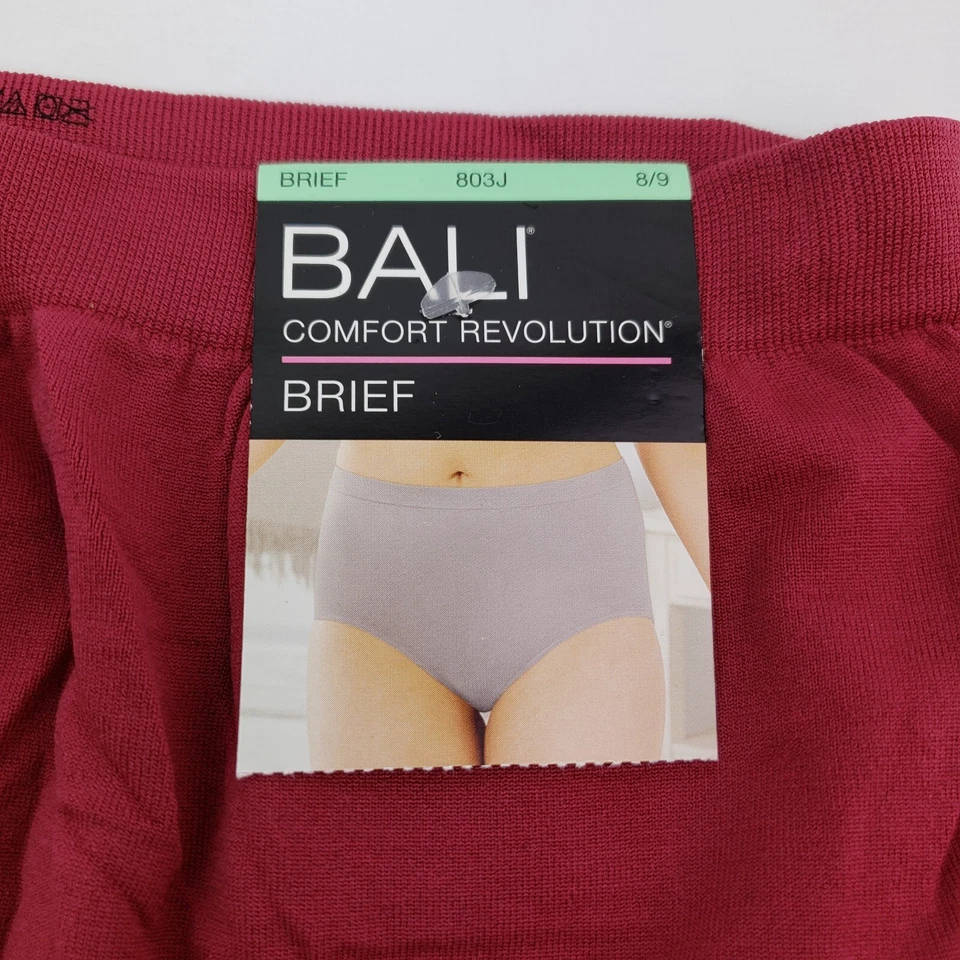 BRIEF 803J 8/9
BALI®
COMFORT REVOLUTION®
BRIEF